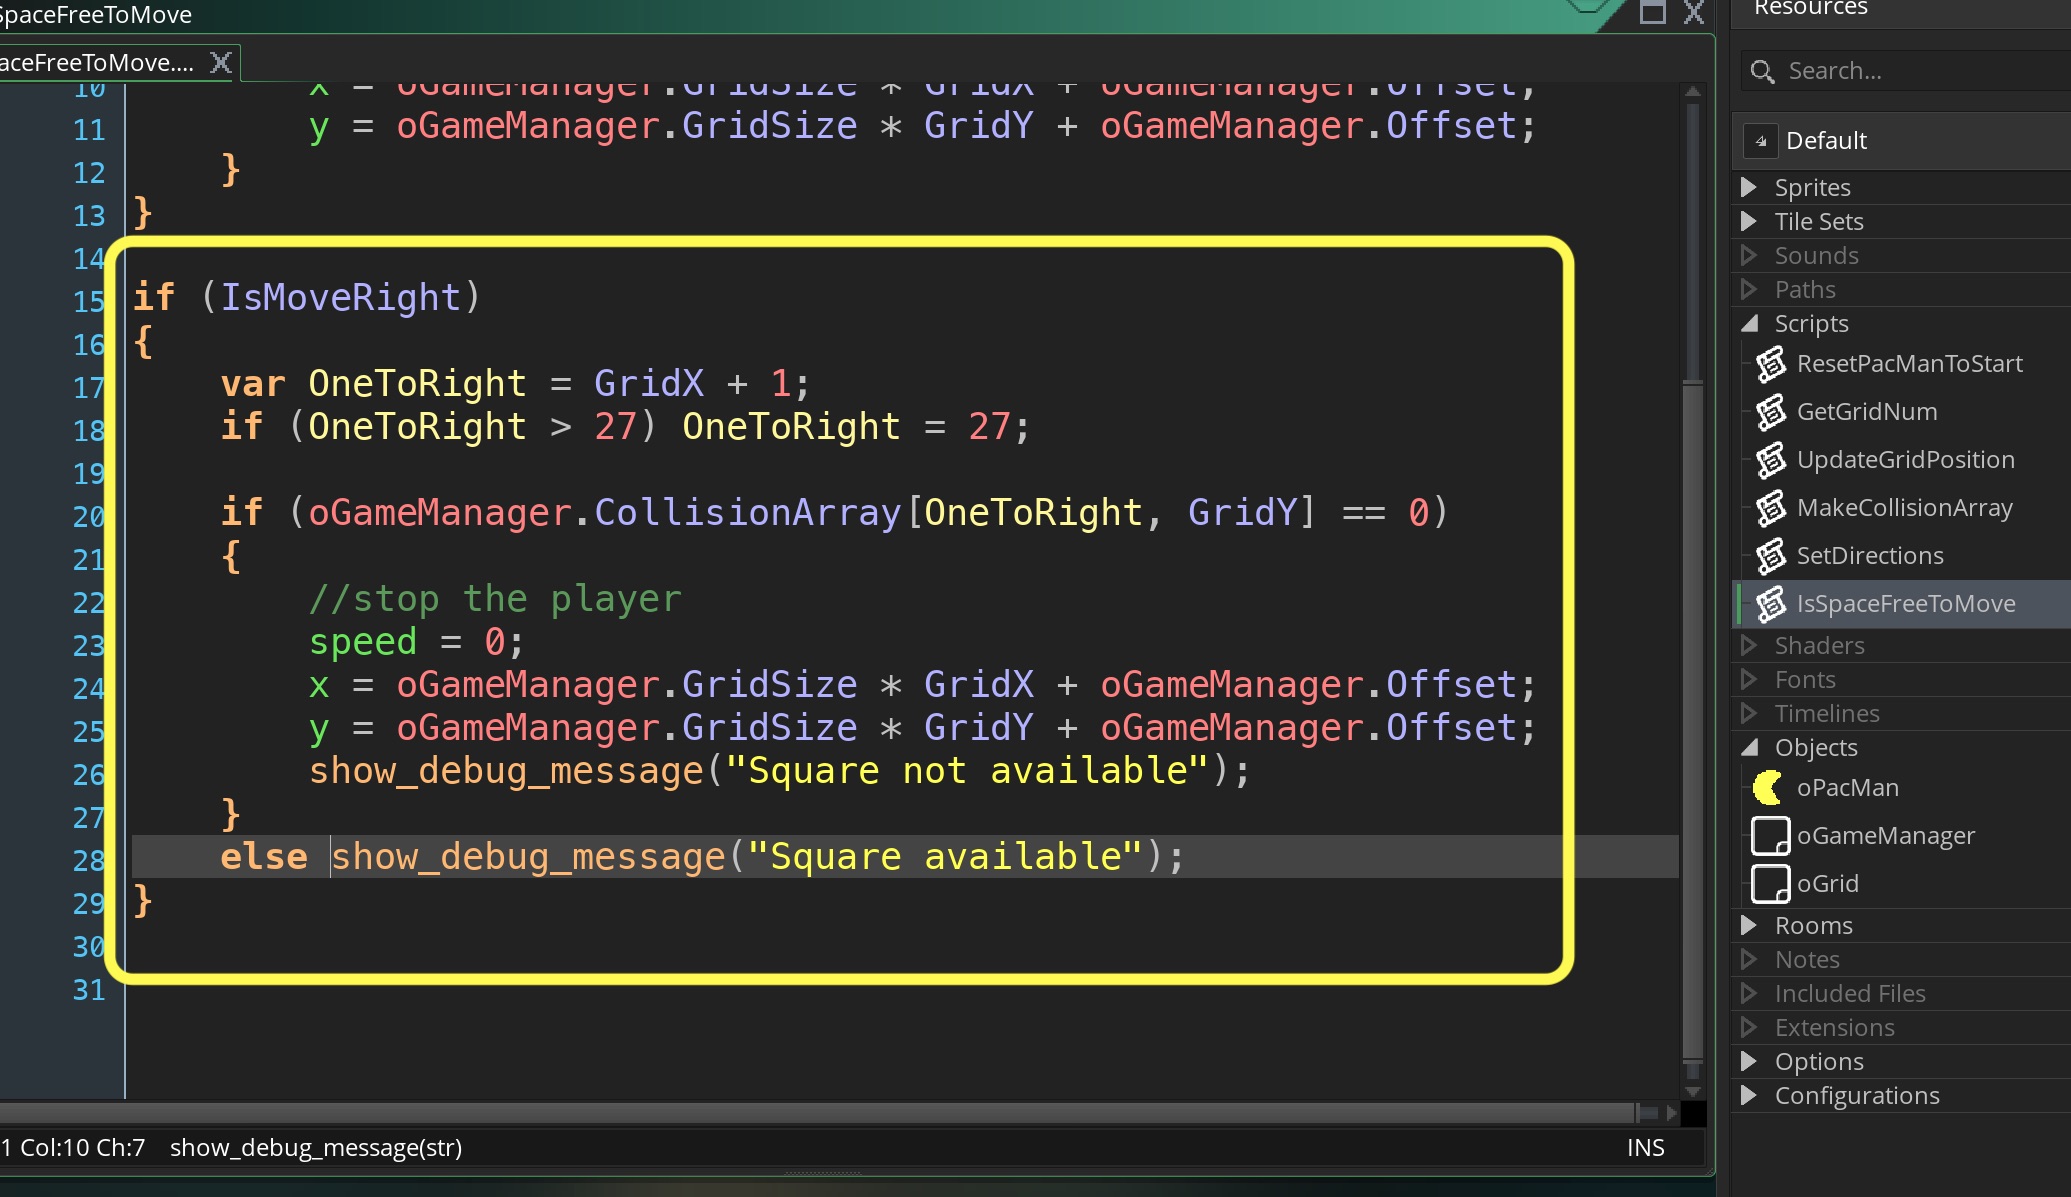 SpaceFreeToMove
aceFreeToMove....
10 x = oGameManager.GridSize * GridX + oGameManager.Offset;
11 y = oGameManager.GridSize * GridY + oGameManager.Offset;
12 }
13 }
14
15 if (IsMoveRight)
16 {
17 var OneToRight = GridX + 1;
18 if (OneToRight > 27) OneToRight = 27;
19
20 if (oGameManager.CollisionArray[OneToRight, GridY] == 0)
21 {
22 //stop the player
23 speed = 0;
24 x = oGameManager.GridSize * GridX + oGameManager.Offset;
25 y = oGameManager.GridSize * GridY + oGameManager.Offset;
26 show_debug_message("Square not available");
27 }
28 else show_debug_message("Square available");
29 }
30
31
1 Col:10 Ch:7 show_debug_message(str)
INS
Resources
Search...
Default
Sprites
Tile Sets
Sounds
Paths
Scripts
ResetPacManToStart
GetGridNum
UpdateGridPosition
MakeCollisionArray
SetDirections
IsSpaceFreeToMove
Shaders
Fonts
Timelines
Objects
oPacMan
oGameManager
oGrid
Rooms
Notes
Included Files
Extensions
Options
Configurations